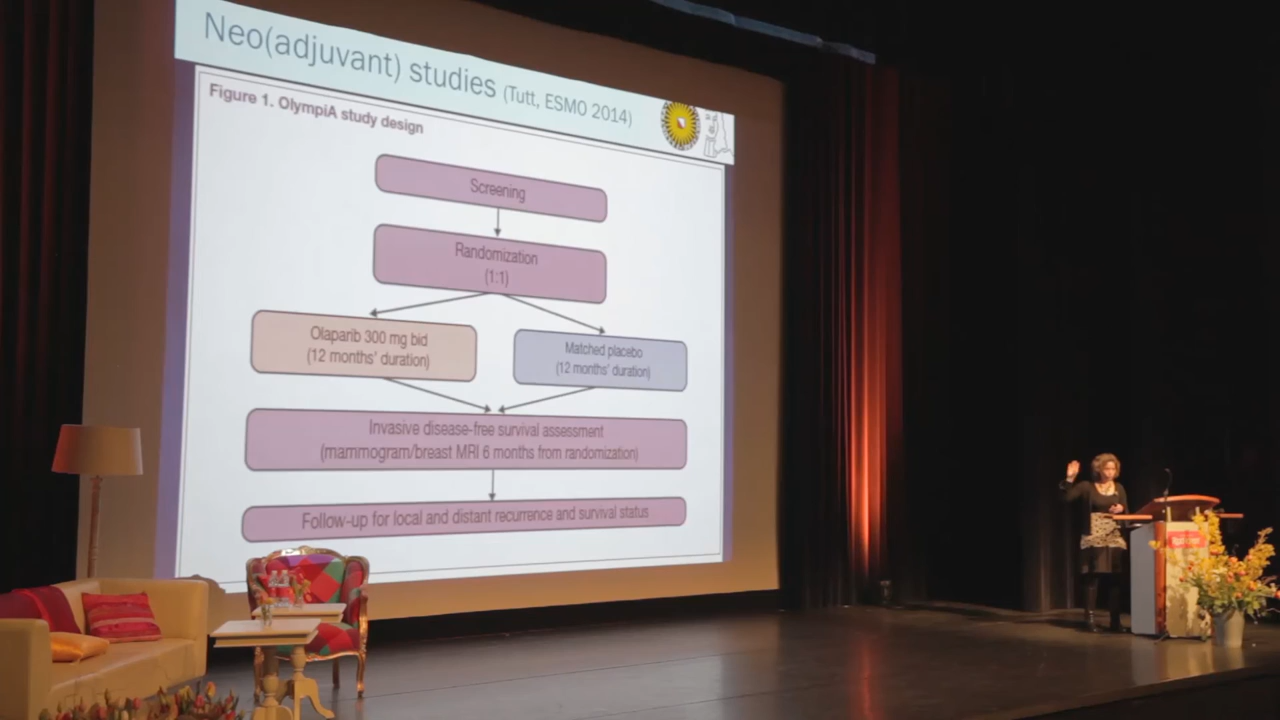 Neo(adjuvant) studies (Tutt, ESMO 2014)
Figure 1. OlympiA study design
Screening
Randomization
(1:1)
Olaparib 300 mg bid
(12 months' duration)
Matched placebo
(12 months' duration)
Invasive disease-free survival assessment
(mammogram/breast MRI 6 months from randomization)
Follow-up for local and distant recurrence and survival status